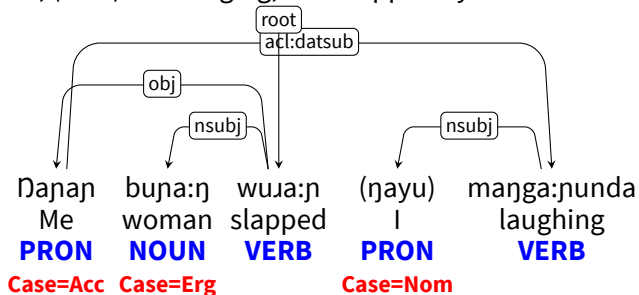 root
acl:datsub
obj
nsubj nsubj
Ŋaɲaɲ buɲa:ŋ wuɹa:ɲ (ŋayu) maŋga:ɲunda
Me woman slapped I laughing
PRON NOUN VERB PRON VERB
Case=Acc Case=Erg Case=Nom